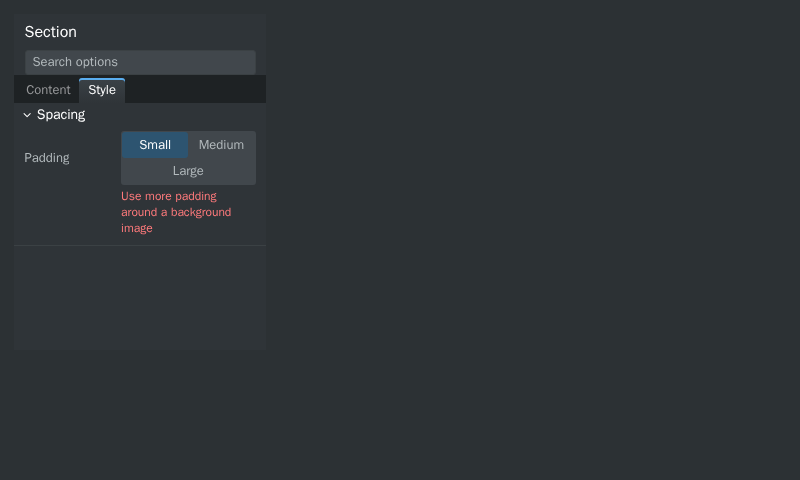 Section
Search options
Content Style
Spacing
Padding
Small Medium
Large
Use more padding
around a background
image